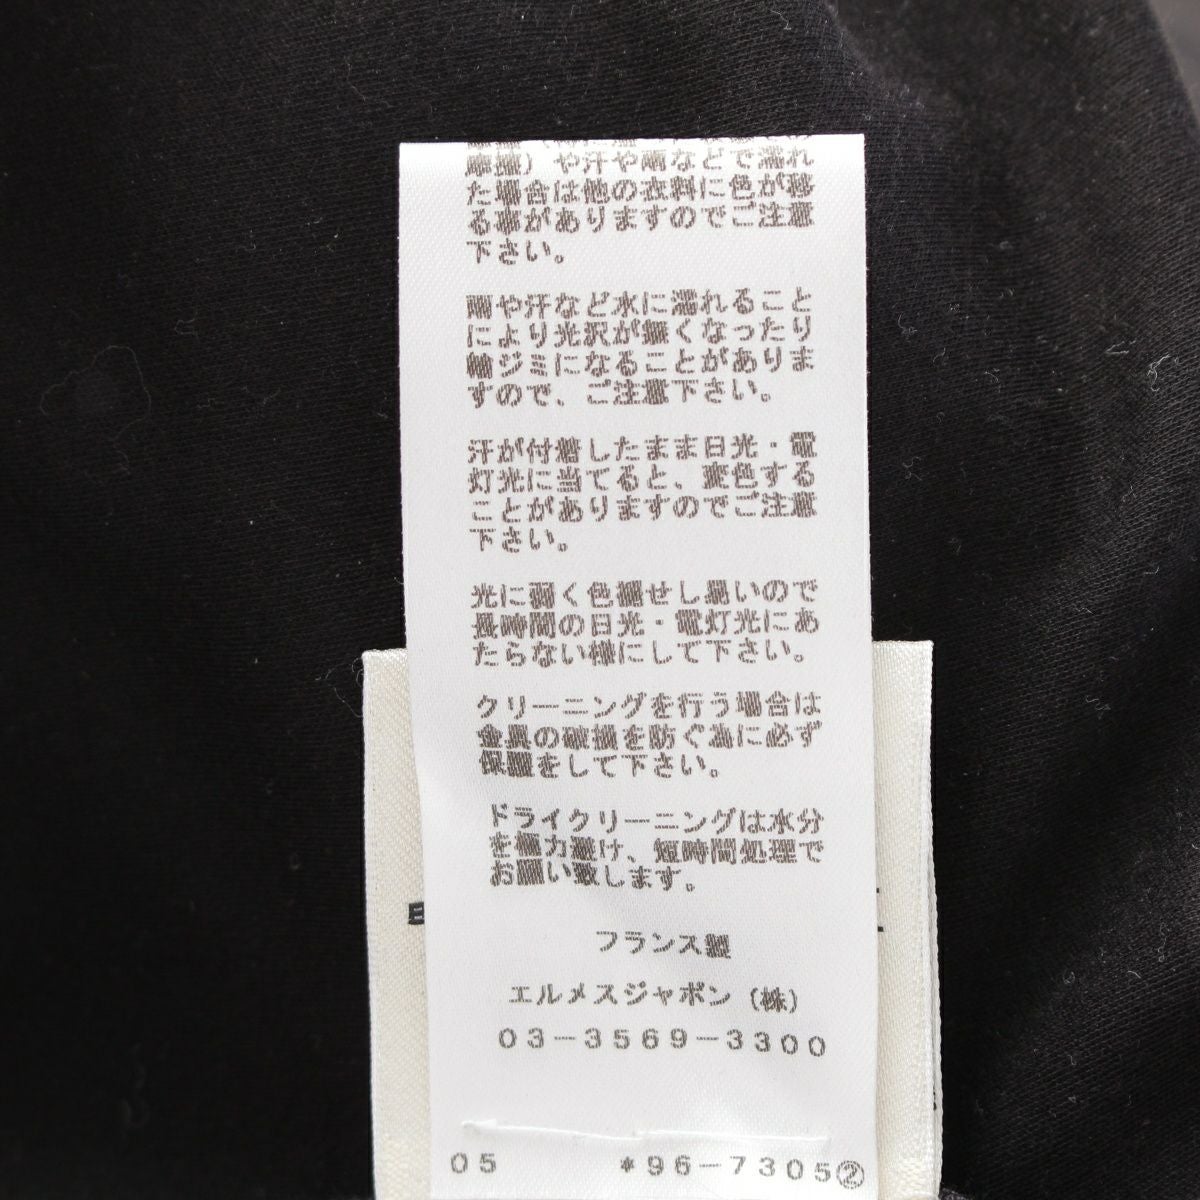 摩擦）や汗や雨などで濡れ
た場合は他の衣料に色が移
る事がありますのでご注意
下さい。
雨や汗など水に濡れること
により光沢が無くなったり
輪ジミになることがありま
すので、ご注意下さい。
汗が付着したまま日光・電
灯光に当てると、変色する
ことがありますのでご注意
下さい。
光に弱く色褪せし易いので
長時間の日光・電灯光にあ
たらない様にして下さい。
クリーニングを行う場合は
金具の破損を防ぐ為に必ず
保護をして下さい。
ドライクリーニングは水分
を極力避け、短時間処理で
お願い致します。
フランス製
エルメスジャポン（株）
03-3569-3300
05 *96-7305②